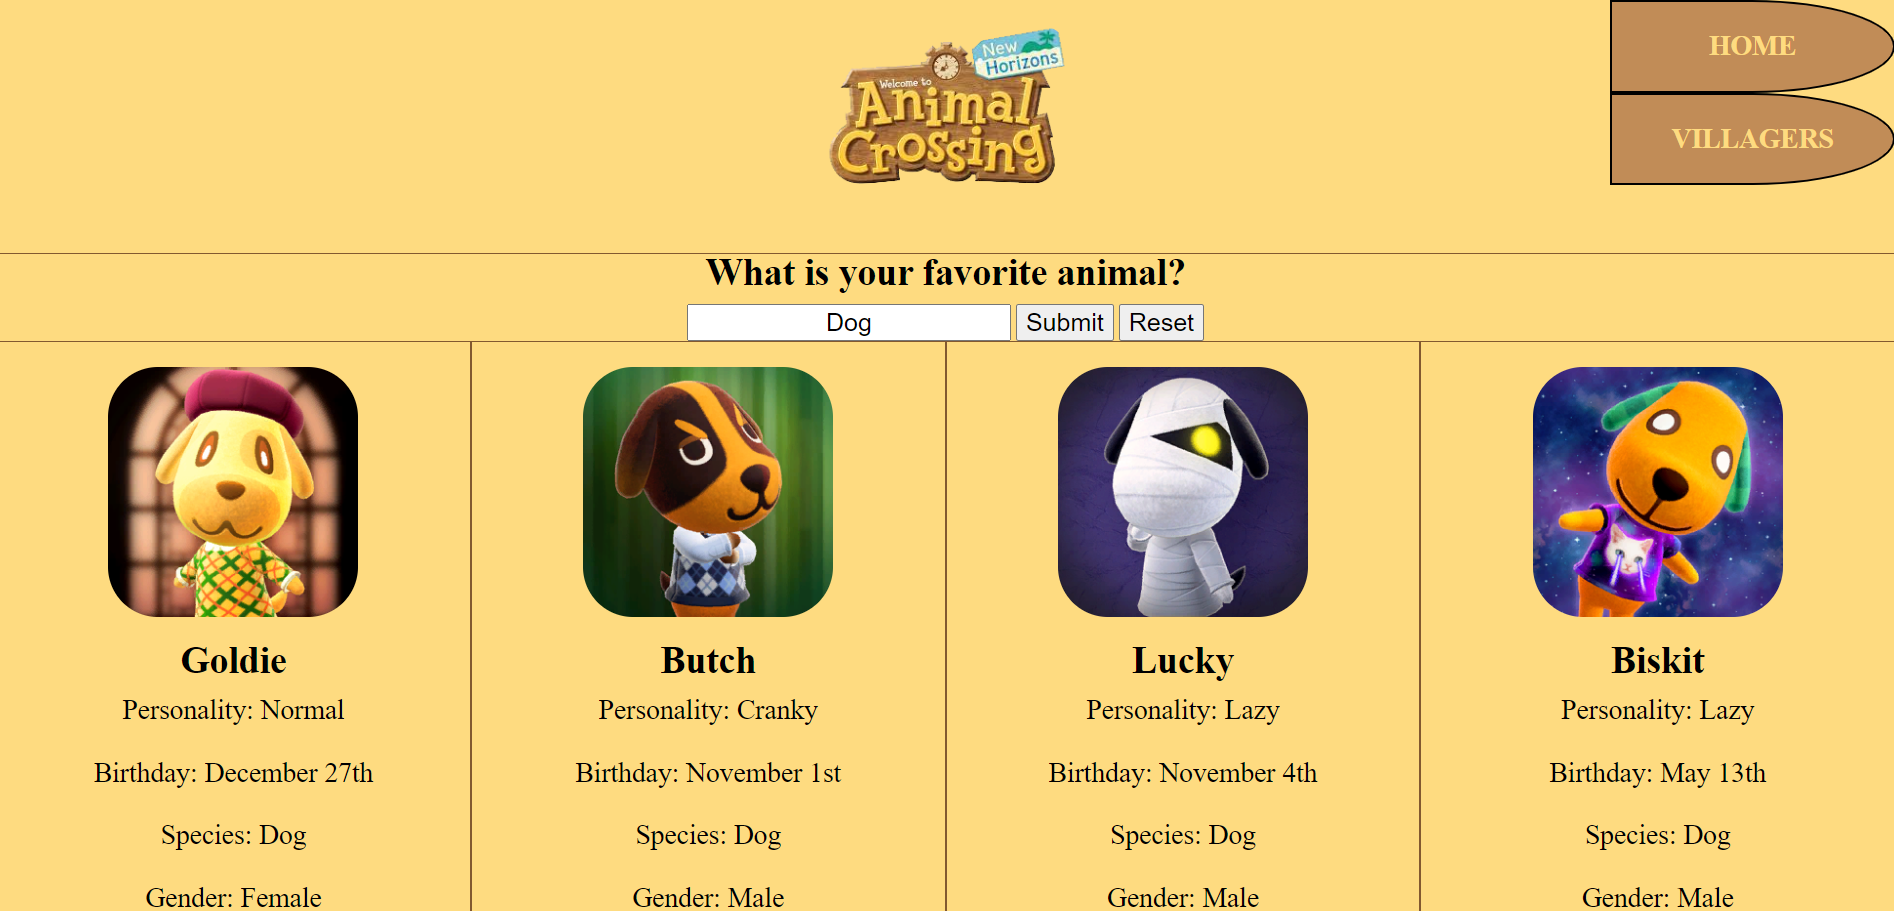 New
Horizons
Welcome to
Animal
Crossing
HOME
VILLAGERS
What is your favorite animal?
Dog Submit Reset
Goldie Butch Lucky Biskit
Personality: Normal Personality: Cranky Personality: Lazy Personality: Lazy
Birthday: December 27th Birthday: November 1st Birthday: November 4th Birthday: May 13th
Species: Dog Species: Dog Species: Dog Species: Dog
Gender: Female Gender: Male Gender: Male Gender: Male